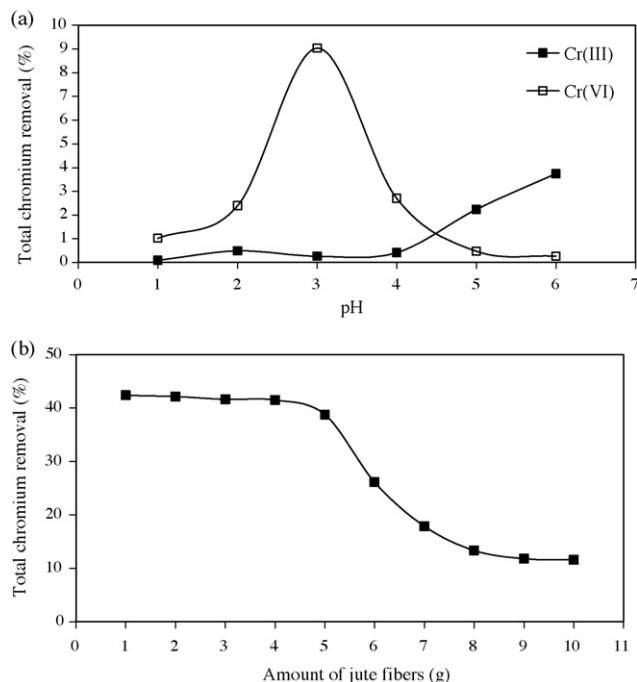 (a)
Total chromium removal (%)
10
9
8
7
6
5
4
3
2
1
0
Cr(III)
Cr(VI)
0 1 2 3 4 5 6 7
pH
(b)
Total chromium removal (%)
50
40
30
20
10
0
0 1 2 3 4 5 6 7 8 9 10 11
Amount of jute fibers (g)